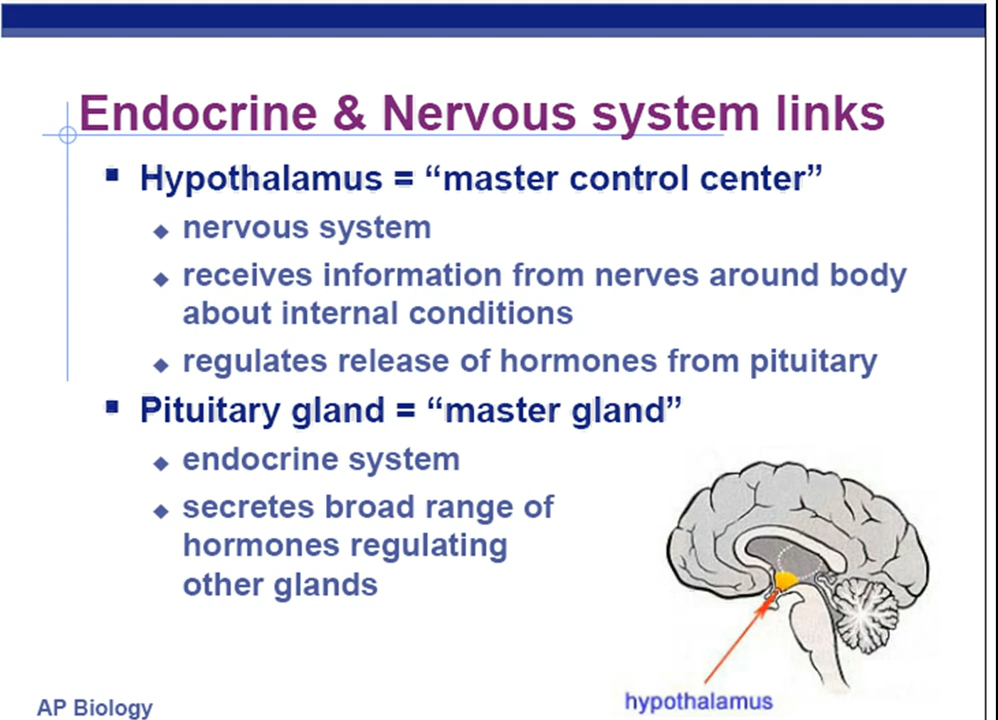 Endocrine & Nervous system links
Hypothalamus = “master control center”
nervous system
receives information from nerves around body
about internal conditions
regulates release of hormones from pituitary
Pituitary gland = “master gland”
endocrine system
secretes broad range of
hormones regulating
other glands
hypothalamus
AP Biology